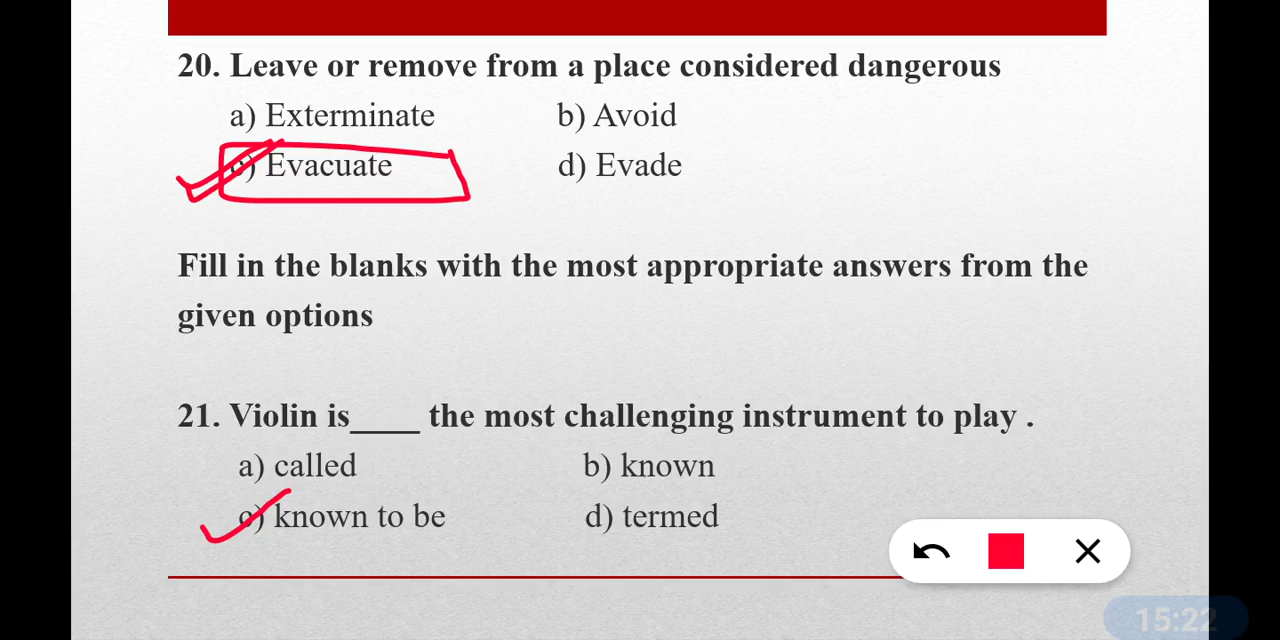 20. Leave or remove from a place considered dangerous
a) Exterminate b) Avoid
c) Evacuate d) Evade
Fill in the blanks with the most appropriate answers from the
given options
21. Violin is____ the most challenging instrument to play .
a) called b) known
c) known to be d) termed
15:22